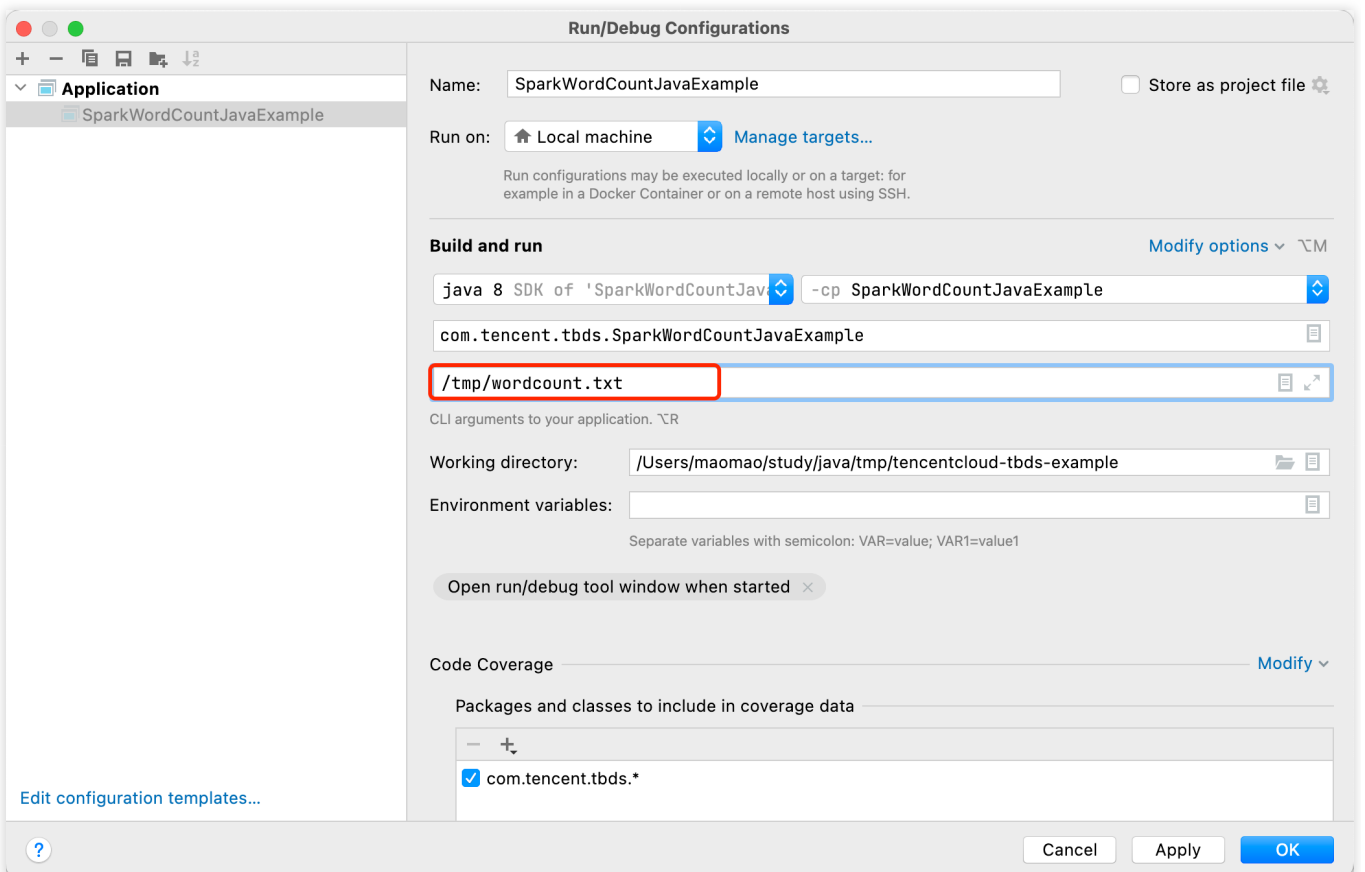 Run/Debug Configurations
Application
SparkWordCountJavaExample
Edit configuration templates...
Name: SparkWordCountJavaExample Store as project file
Run on: Local machine Manage targets...
Run configurations may be executed locally or on a target: for
example in a Docker Container or on a remote host using SSH.
Build and run Modify options ⌥M
java 8 SDK of 'SparkWordCountJava -cp SparkWordCountJavaExample
com.tencent.tbds.SparkWordCountJavaExample
/tmp/wordcount.txt
CLI arguments to your application. ⌥R
Working directory: /Users/maomao/study/java/tmp/tencentcloud-tbds-example
Environment variables:
Separate variables with semicolon: VAR=value; VAR1=value1
Open run/debug tool window when started ×
Code Coverage Modify
Packages and classes to include in coverage data
com.tencent.tbds.*
? Cancel Apply OK